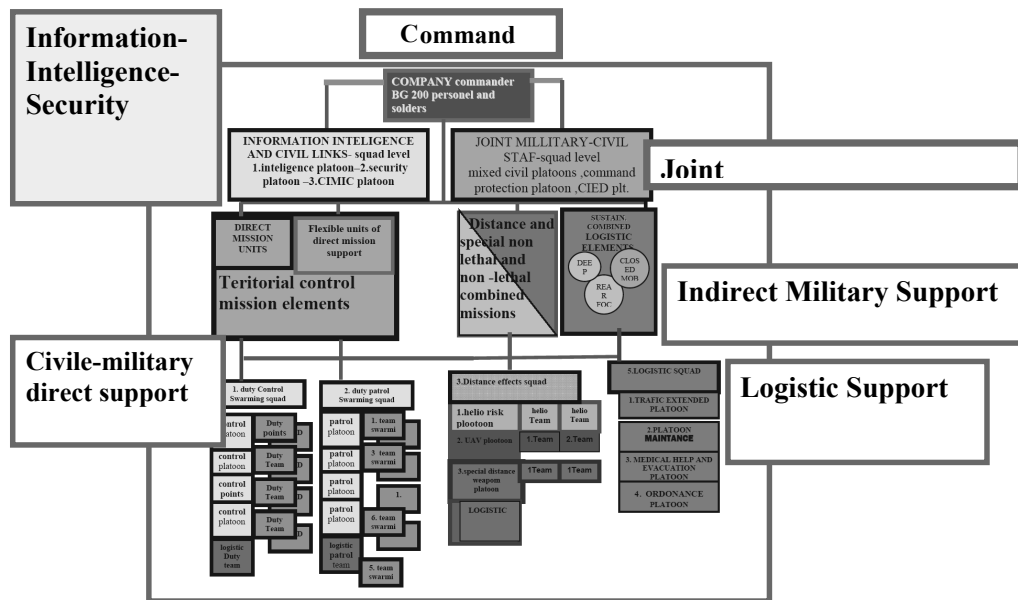 Information-
Intelligence-
Security
Command
COMPANY commander
BG 200 personel and
solders
INFORMATION INTELIGENCE
AND CIVIL LINKS- squad level
1.inteligence platoon–2.security
platoon –3.CIMIC platoon
JOINT MILLITARY-CIVIL
STAF-squad level
mixed civil platoons ,command
protection platoon ,CIED plt.
Joint
DIRECT
MISSION
UNITS
Flexible units of
direct mission
support
Teritorial control
mission elements
Distance and
special non
lethal and
non -lethal
combined
missions
SUSTAIN.
COMBINED
LOGISTIC
ELEMENTS
DEE
P
CLOS
ED
MOB
REA
R
FOC
Indirect Military Support
Civile-military
direct support
Logistic Support
1. duty Control
Swarming squad
control
platoon
control
platoon
control
points
control
platoon
logistic
Duty
team
Duty
points
Duty
Team
Duty
Team
Duty
Team
D
D
D
D
2. duty patrol
Swarming squad
patrol
platoon
patrol
platoon
patrol
platoon
patrol
platoon
logistic
patrol
team
1. team
swarmi
3 team
swarmi
1.
6. team
swarmi
5. team
swarmi
3.Distance effects squad
1.helio risk
plootoon
helio
Team
helio
Team
2. UAV plootoon
1.Team
2.Team
3.special distance
weapom
platoon
1Team
1Team
LOGISTIC
5.LOGISTIC SQUAD
1.TRAFIC EXTENDED
PLATOON
2.PLATOON
MAINTANCE
3. MEDICAL HELP AND
EVACUATION PLATOON
4. ORDONANCE
PLATOON